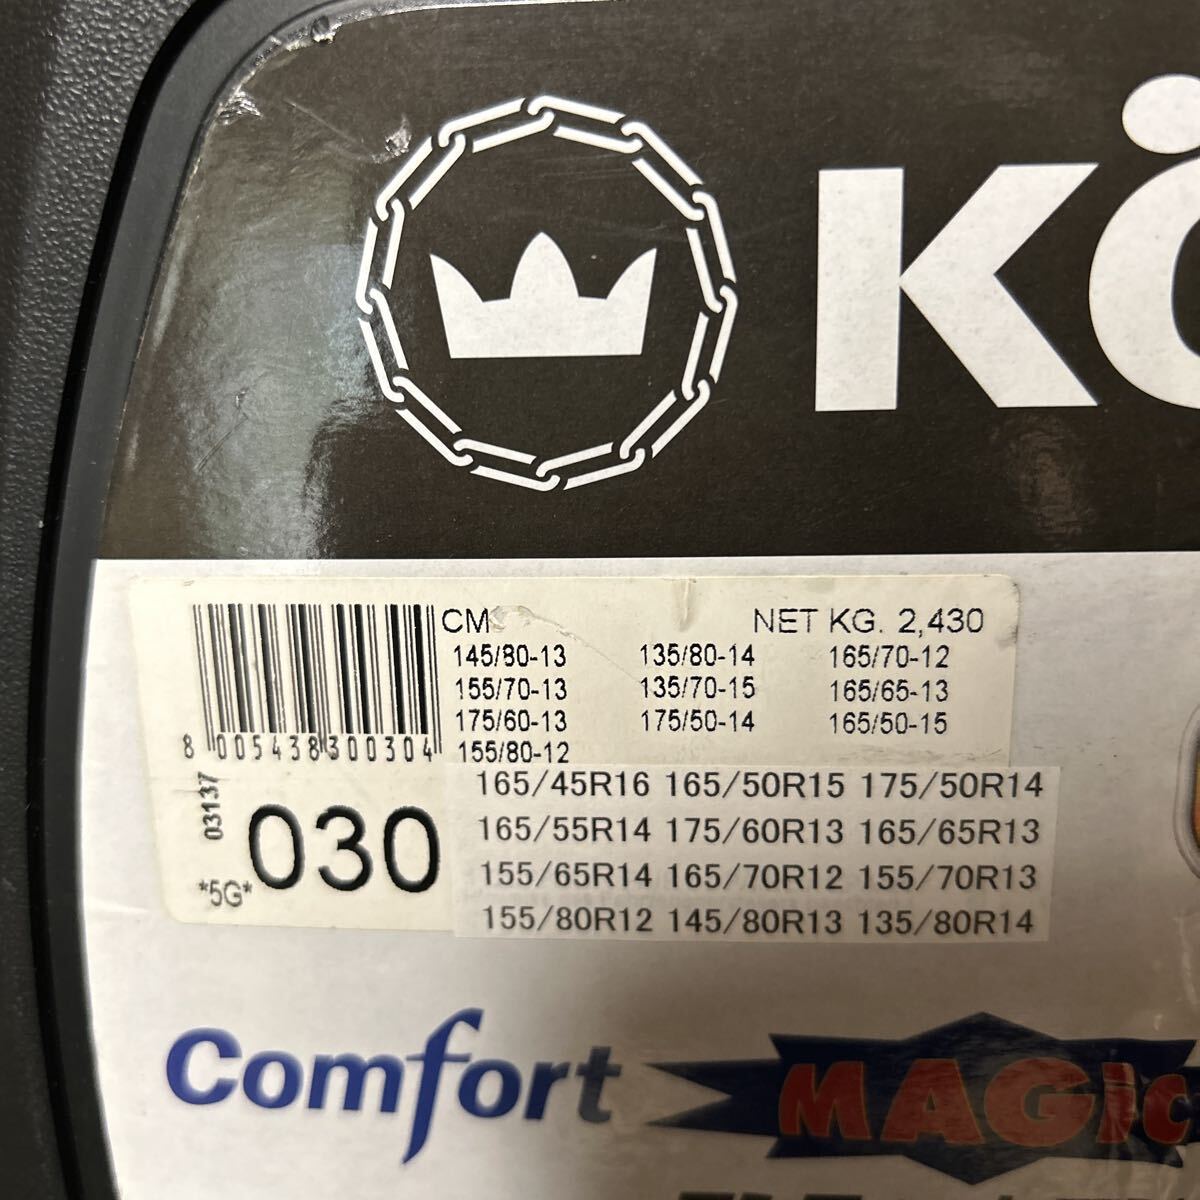 KÖ
CM NET KG. 2,430
145/80-13 135/80-14 165/70-12
155/70-13 135/70-15 165/65-13
175/60-13 175/50-14 165/50-15
155/80-12
8 005438 300304
03137
030
*5G*
165/45R16 165/50R15 175/50R14
165/55R14 175/60R13 165/65R13
155/65R14 165/70R12 155/70R13
155/80R12 145/80R13 135/80R14
Comfort MAGIC